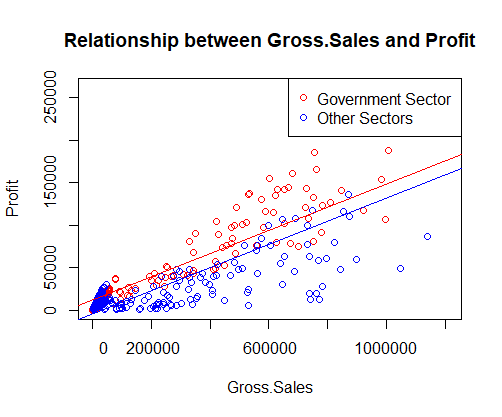 Relationship between Gross.Sales and Profit
Government Sector
Other Sectors
Profit
250000
150000
50000
0
0 200000 600000 1000000
Gross.Sales